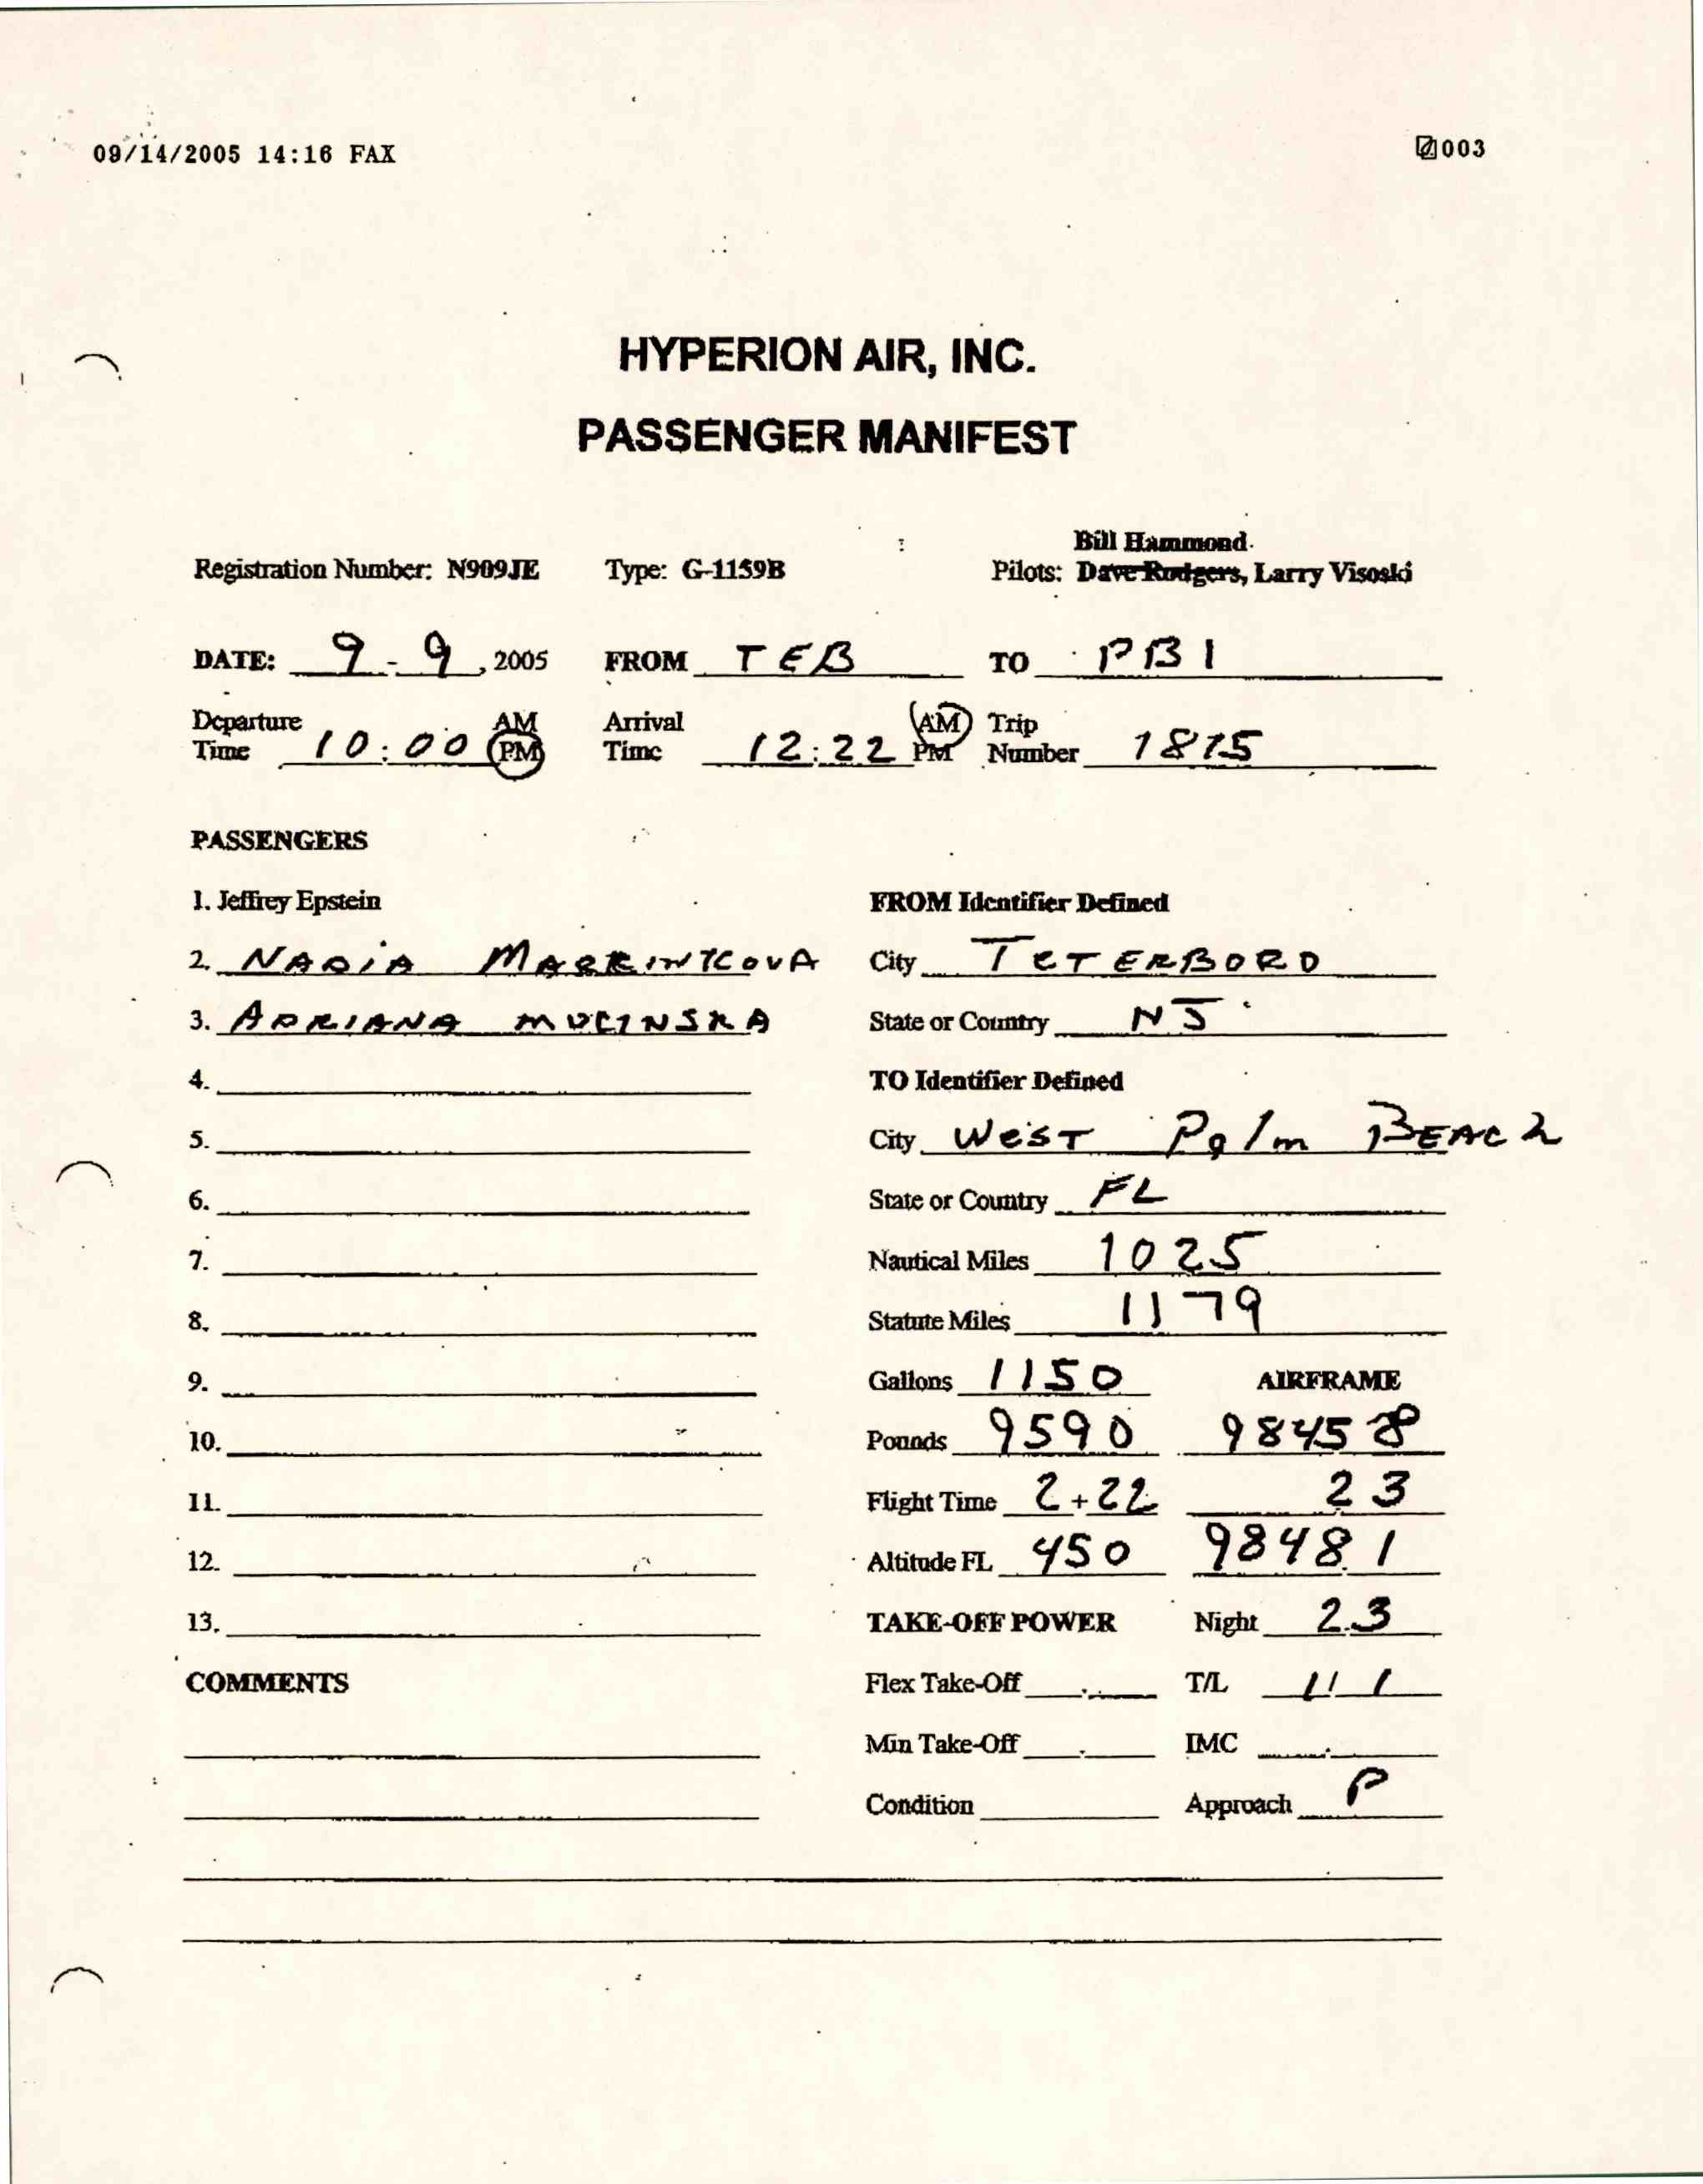 09/14/2005 14:16 FAX
003
HYPERION AIR, INC.
PASSENGER MANIFEST
Bill Hammond
Registration Number: N909JE Type: G-1159B Pilots: Dave Rodgers, Larry Visoski
DATE: 9-9, 2005 FROM TEB TO PBI
Departure Time 10:00 AM PM Arrival Time 12:22 AM PM Trip Number 1815
PASSENGERS
1. Jeffrey Epstein FROM Identifier Defined
2. NADIA City TETERBORO
3. ADRIANA MUCINSKA State or Country NJ
4. TO Identifier Defined
5. City WEST Palm BEACh
6. State or Country FL
7. Nautical Miles 1025
8. Statute Miles 1179
9. Gallons 1150 AIRFRAME
10. Pounds 9590 98458
11. Flight Time 2+22 23
12. Altitude FL 450 9848.1
13. TAKE-OFF POWER Night 2.3
COMMENTS Flex Take-Off T/L 1/1
Min Take-Off IMC
Condition Approach P